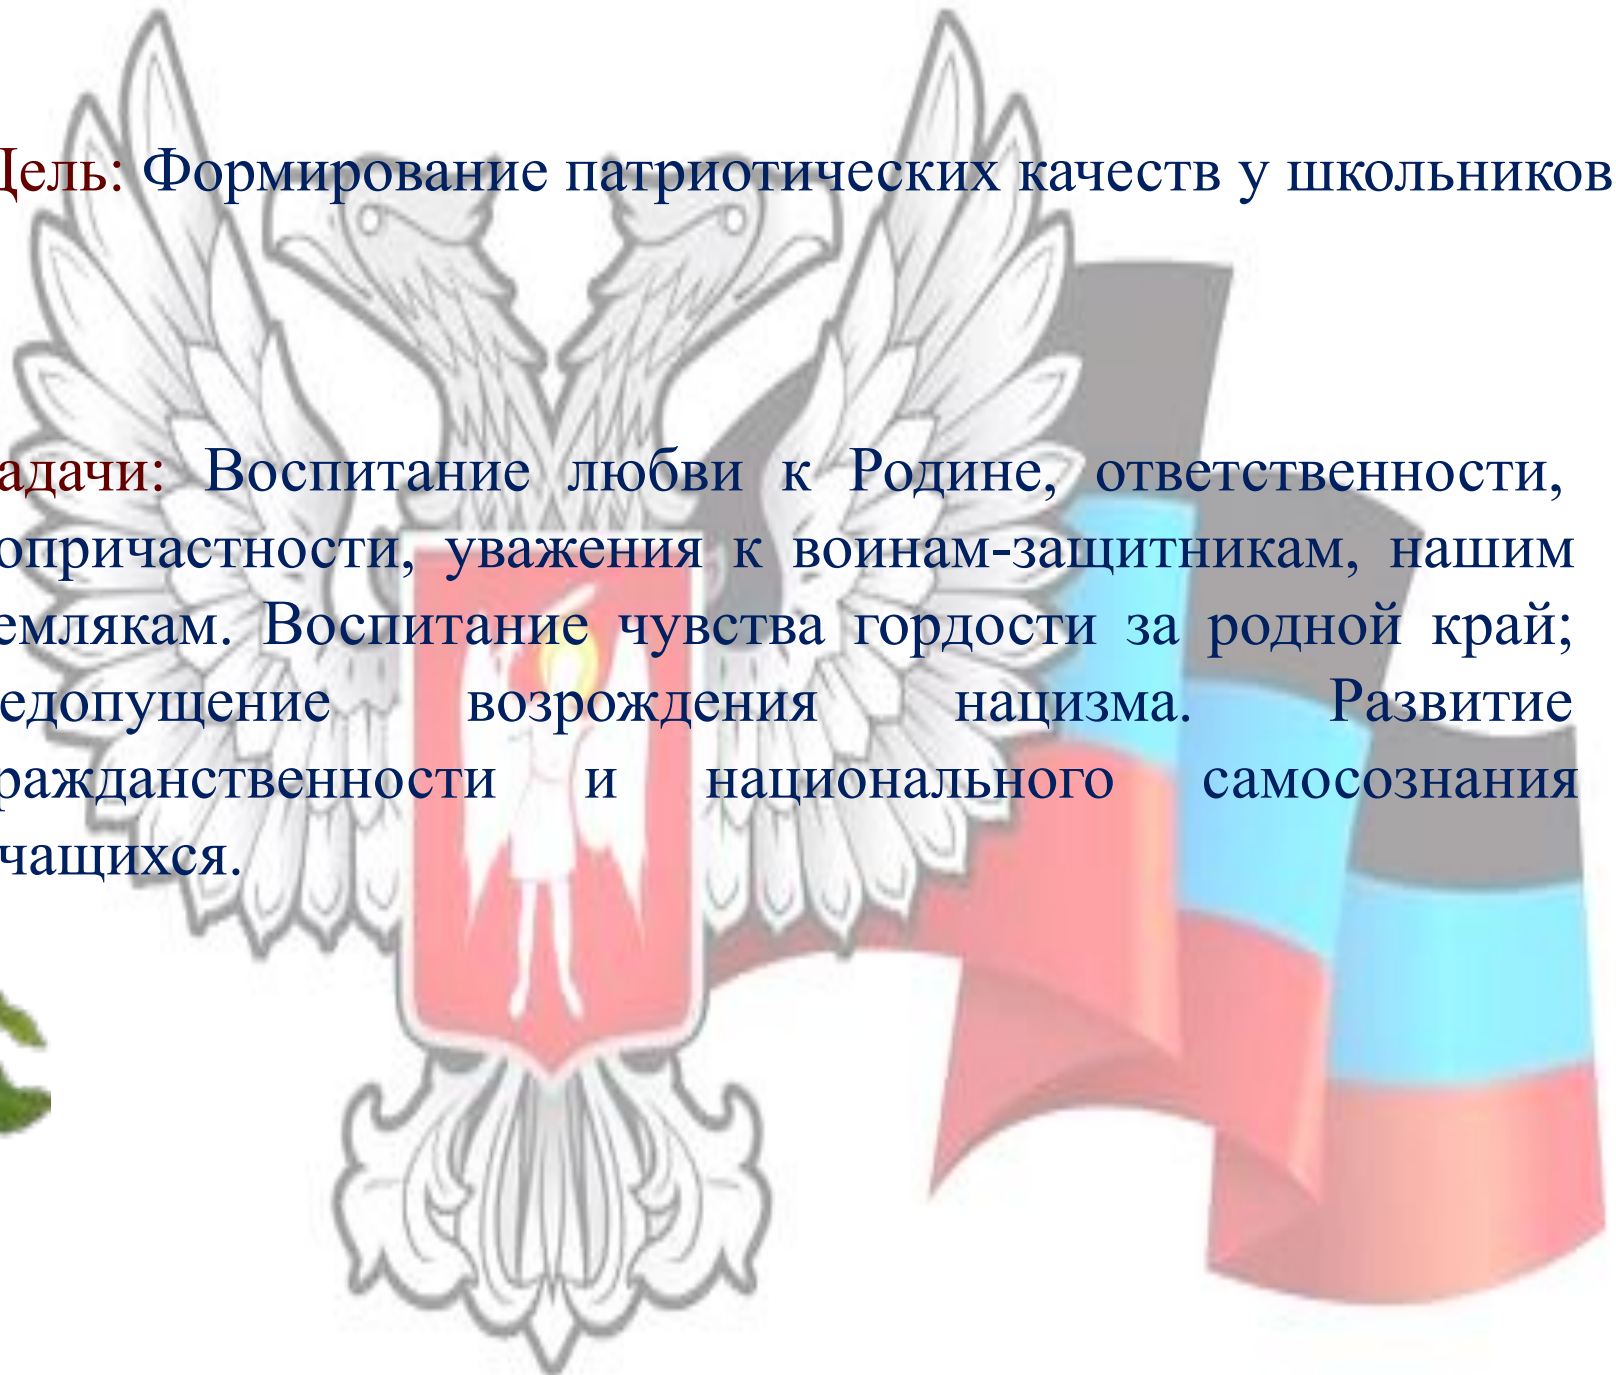 Цель: Формирование патриотических качеств у школьников
адачи: Воспитание любви к Родине, ответственности,
опричастности, уважения к воинам-защитникам, нашим
емлякам. Воспитание чувства гордости за родной край;
едопущение возрождения нацизма. Развитие
ражданственности и национального самосознания
чащихся.